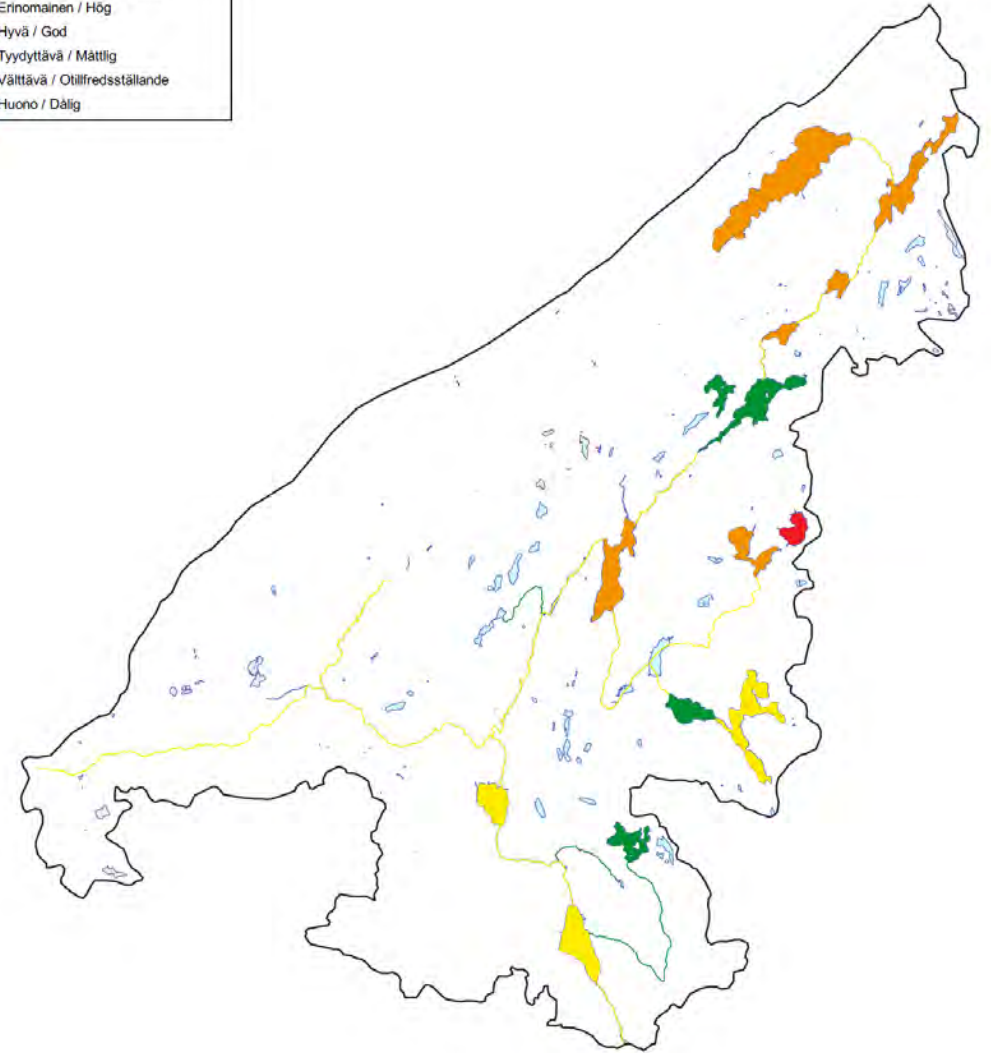 Erinomainen / Hög
Hyvä / God
Tyydyttävä / Måttlig
Välttävä / Otillfredsställande
Huono / Dålig